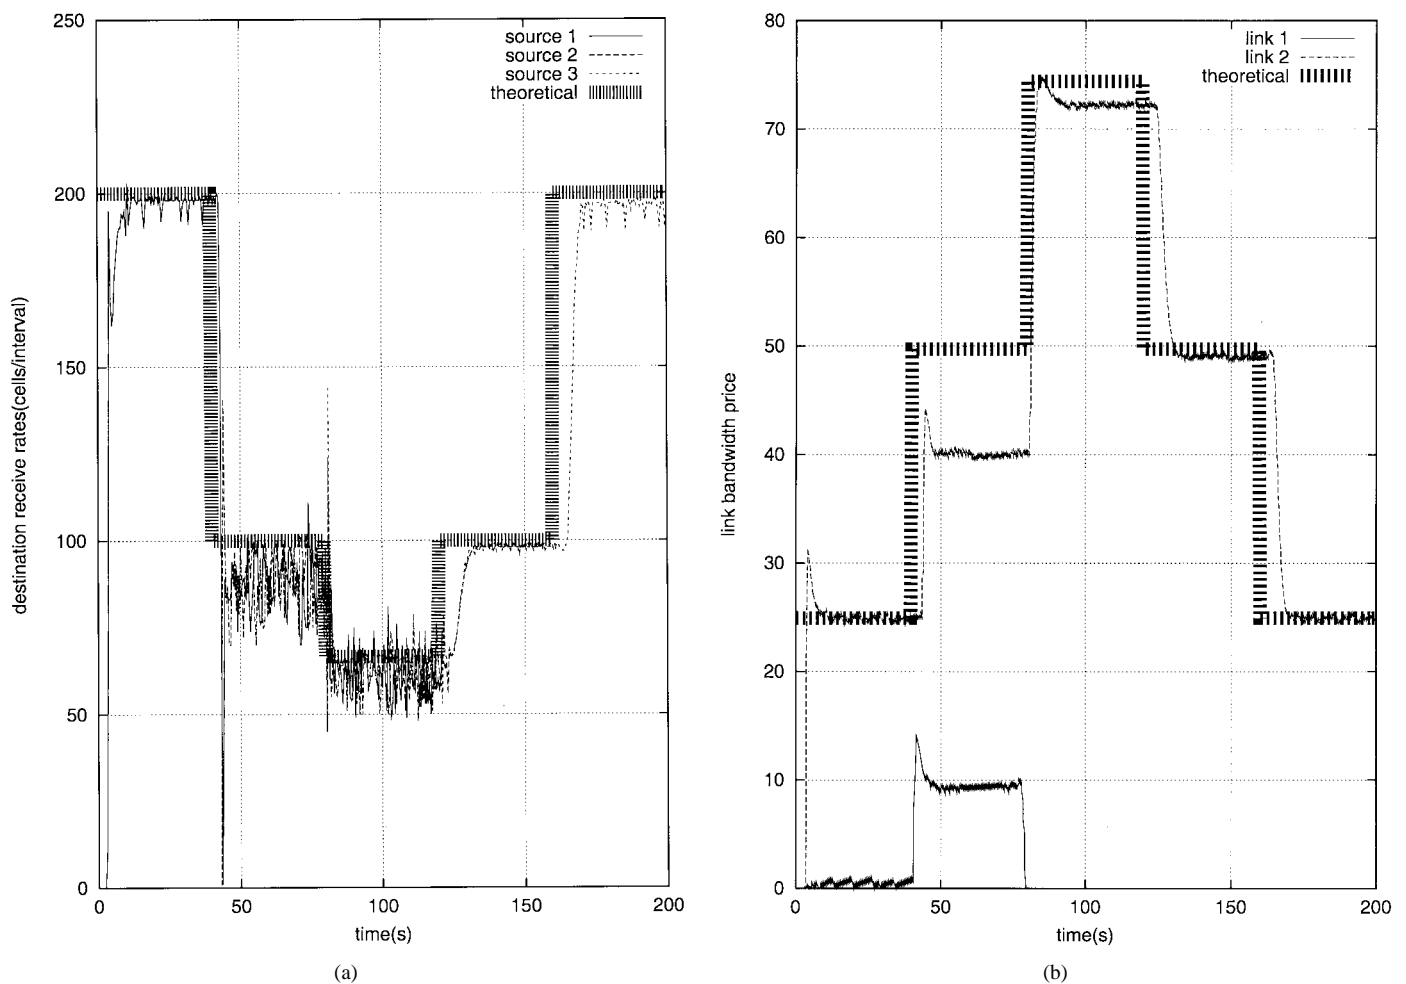 250
200
150
100
50
0
0
50
100
150
200
destination receive rates(cells/interval)
time(s)
source 1
source 2
source 3
theoretical
(a)
80
70
60
50
40
30
20
10
0
0
50
100
150
200
link bandwidth price
time(s)
link 1
link 2
theoretical
(b)